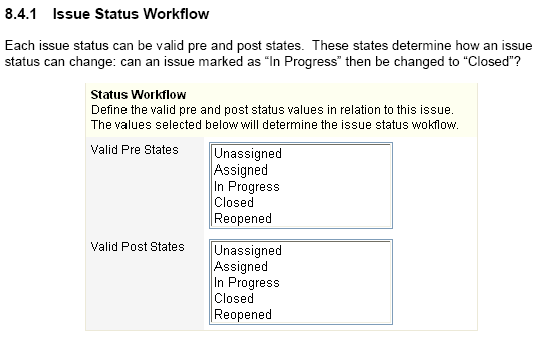 8.4.1 Issue Status Workflow
Each issue status can be valid pre and post states. These states determine how an issue
status can change: can an issue marked as “In Progress” then be changed to “Closed”?
Status Workflow
Define the valid pre and post status values in relation to this issue.
The values selected below will determine the issue status wokflow.
Valid Pre States
Unassigned
Assigned
In Progress
Closed
Reopened
Valid Post States
Unassigned
Assigned
In Progress
Closed
Reopened